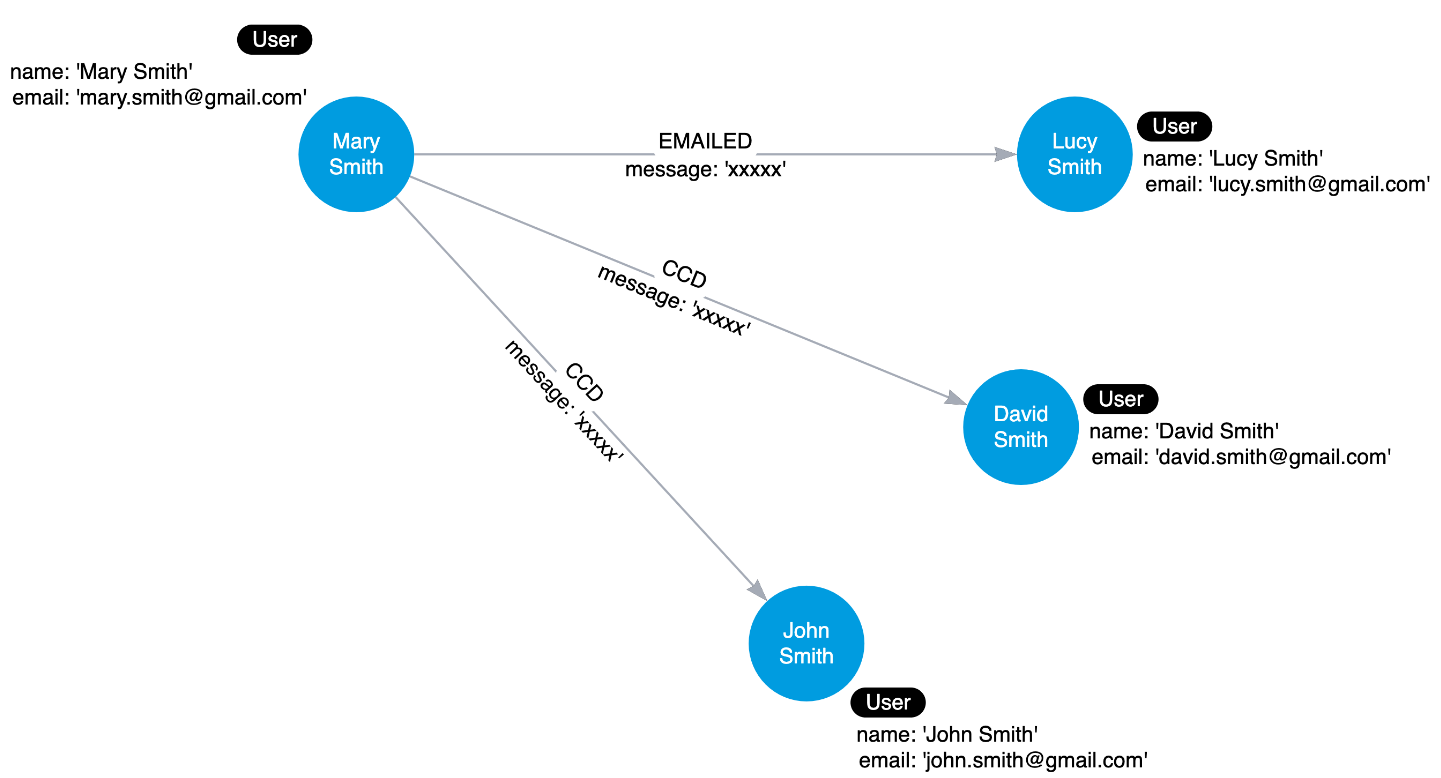 User
name: 'Mary Smith'
email: 'mary.smith@gmail.com'
Mary
Smith
EMAILED
message: 'xxxxx'
Lucy
Smith
User
name: 'Lucy Smith'
email: 'lucy.smith@gmail.com'
CCD
message: 'xxxxx'
CCD
message: 'xxxxx'
David
Smith
User
name: 'David Smith'
email: 'david.smith@gmail.com'
John
Smith
User
name: 'John Smith'
email: 'john.smith@gmail.com'